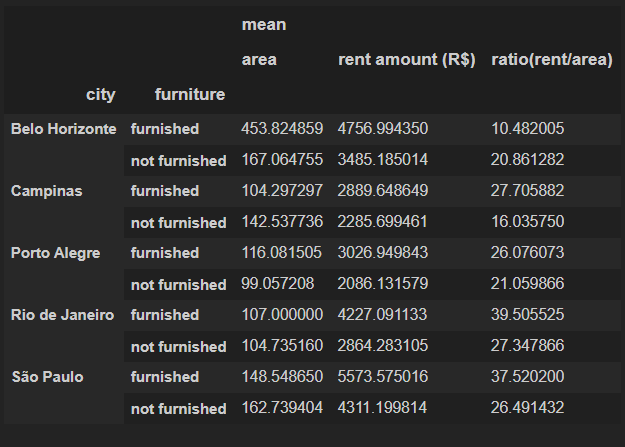 mean
area rent amount (R$) ratio(rent/area)
city furniture
Belo Horizonte furnished 453.824859 4756.994350 10.482005
not furnished 167.064755 3485.185014 20.861282
Campinas furnished 104.297297 2889.648649 27.705882
not furnished 142.537736 2285.699461 16.035750
Porto Alegre furnished 116.081505 3026.949843 26.076073
not furnished 99.057208 2086.131579 21.059866
Rio de Janeiro furnished 107.000000 4227.091133 39.505525
not furnished 104.735160 2864.283105 27.347866
São Paulo furnished 148.548650 5573.575016 37.520200
not furnished 162.739404 4311.199814 26.491432